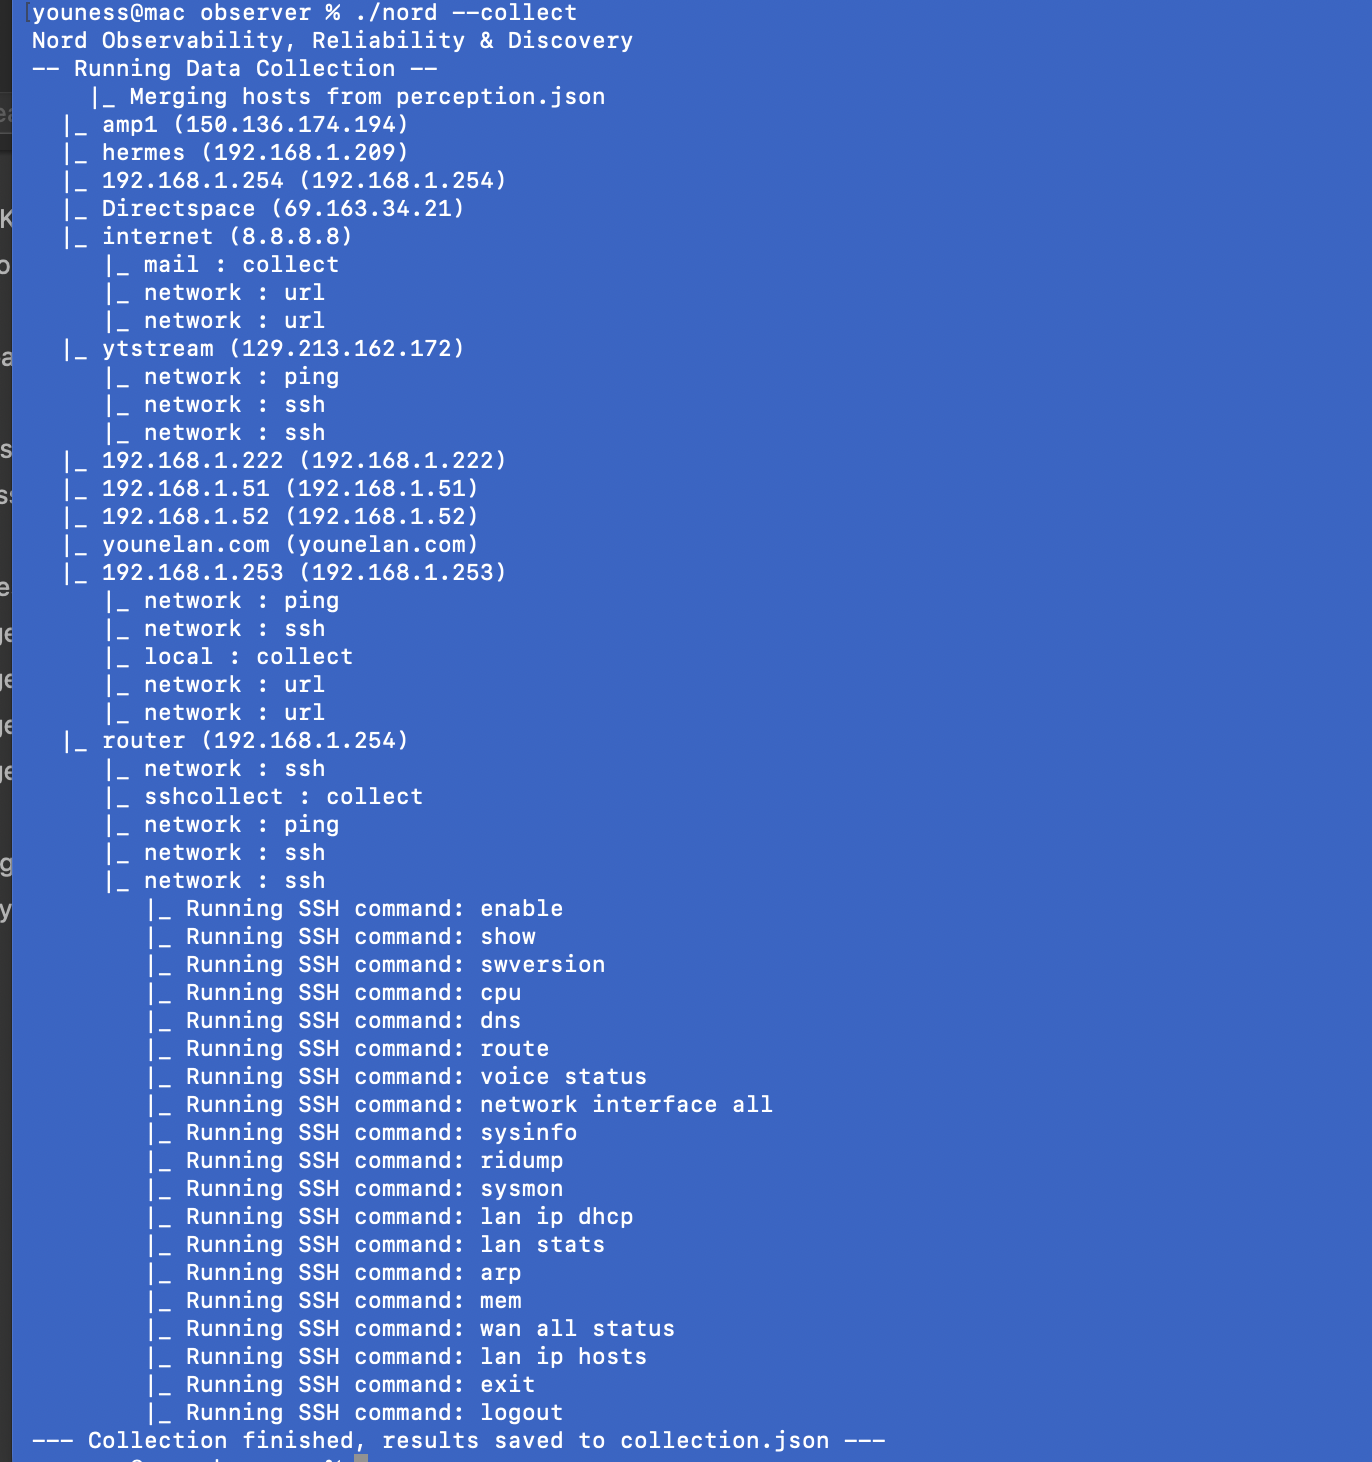 youness@mac observer % ./nord --collect
Nord Observability, Reliability & Discovery
-- Running Data Collection --
|_ Merging hosts from perception.json
|_ amp1 (150.136.174.194)
|_ hermes (192.168.1.209)
|_ 192.168.1.254 (192.168.1.254)
|_ Directspace (69.163.34.21)
|_ internet (8.8.8.8)
|_ mail : collect
|_ network : url
|_ network : url
|_ ytstream (129.213.162.172)
|_ network : ping
|_ network : ssh
|_ network : ssh
|_ 192.168.1.222 (192.168.1.222)
|_ 192.168.1.51 (192.168.1.51)
|_ 192.168.1.52 (192.168.1.52)
|_ younelan.com (younelan.com)
|_ 192.168.1.253 (192.168.1.253)
|_ network : ping
|_ network : ssh
|_ local : collect
|_ network : url
|_ network : url
|_ router (192.168.1.254)
|_ network : ssh
|_ sshcollect : collect
|_ network : ping
|_ network : ssh
|_ network : ssh
|_ Running SSH command: enable
|_ Running SSH command: show
|_ Running SSH command: swversion
|_ Running SSH command: cpu
|_ Running SSH command: dns
|_ Running SSH command: route
|_ Running SSH command: voice status
|_ Running SSH command: network interface all
|_ Running SSH command: sysinfo
|_ Running SSH command: ridump
|_ Running SSH command: sysmon
|_ Running SSH command: lan ip dhcp
|_ Running SSH command: lan stats
|_ Running SSH command: arp
|_ Running SSH command: mem
|_ Running SSH command: wan all status
|_ Running SSH command: lan ip hosts
|_ Running SSH command: exit
|_ Running SSH command: logout
--- Collection finished, results saved to collection.json ---